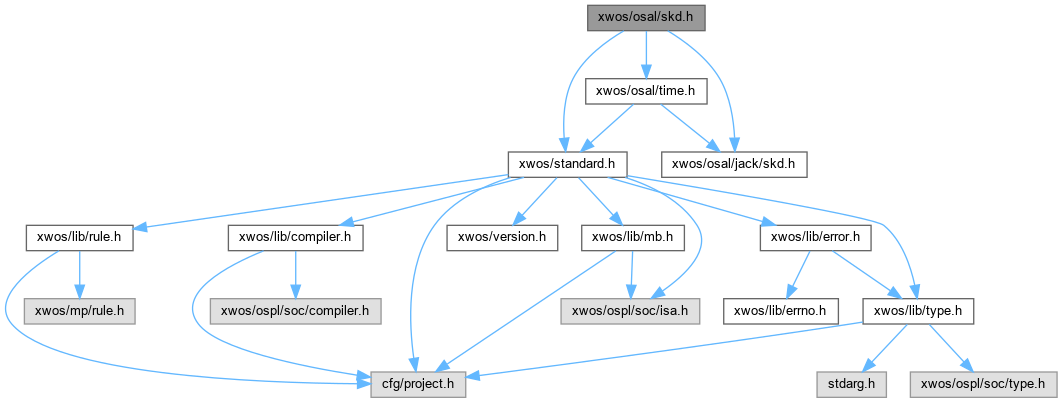 xwos/osal/skd.h
xwos/osal/time.h
xwos/standard.h
xwos/osal/jack/skd.h
xwos/lib/rule.h
xwos/lib/compiler.h
xwos/version.h
xwos/lib/mb.h
xwos/lib/error.h
xwos/mp/rule.h
xwos/ospl/soc/compiler.h
xwos/ospl/soc/isa.h
xwos/lib/errno.h
xwos/lib/type.h
cfg/project.h
stdarg.h
xwos/ospl/soc/type.h